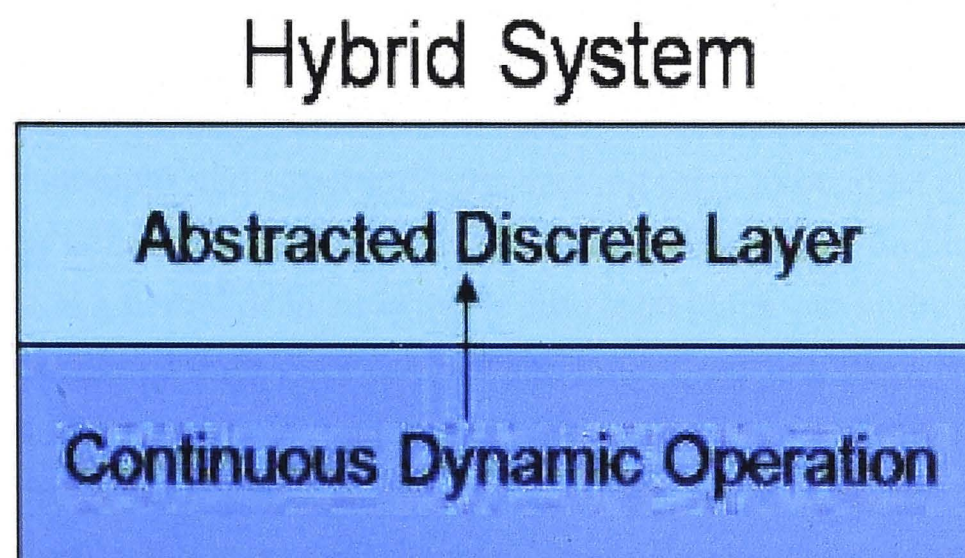 Hybrid System
Abstracted Discrete Layer
Continuous Dynamic Operation